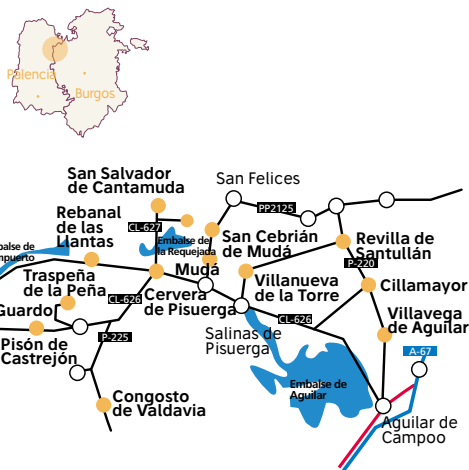 Palencia
Burgos
San Salvador
de Cantamuda
San Felices
PP2125
Rebanal
de las
Llantas
CL-627
Embalse de
la Requejada
San Cebrián
de Mudá
Revilla de
Santullán
P-220
balse de
mpuerto
Traspeña
de la Peña
Mudá
Villanueva
de la Torre
Cillamayor
Guardo
CL-626
Cervera
de Pisuerga
Villavega
de Aguilar
CL-626
Salinas de
Pisuerga
P-225
Pisón de
Castrejón
A-67
Embalse de
Aguilar
Congosto
de Valdavia
Aguilar de
Campoo